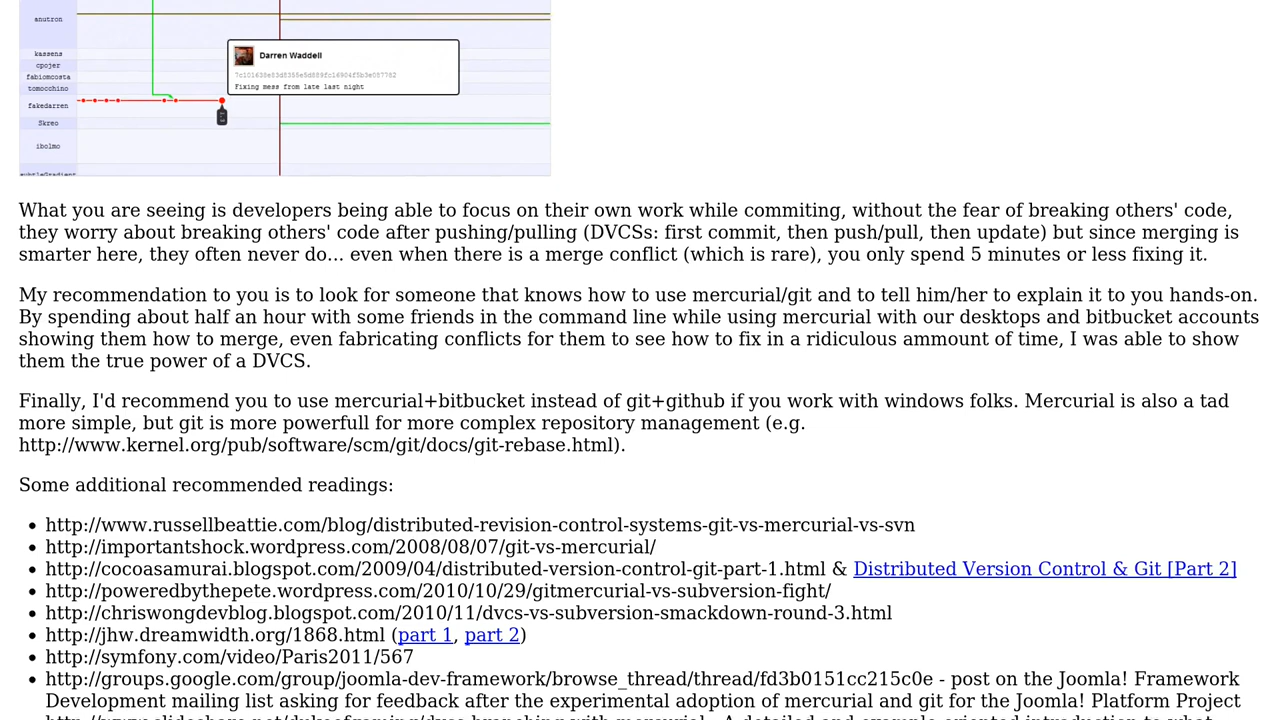 anutron
kassens
cpojer
fabiomcosta
tomocchino
fakedarren
Skreo
ibolmo
subtleGradient
Darren Waddell
Fixing mess from late last night
What you are seeing is developers being able to focus on their own work while commiting, without the fear of breaking others' code,
they worry about breaking others' code after pushing/pulling (DVCSs: first commit, then push/pull, then update) but since merging is
smarter here, they often never do... even when there is a merge conflict (which is rare), you only spend 5 minutes or less fixing it.
My recommendation to you is to look for someone that knows how to use mercurial/git and to tell him/her to explain it to you hands-on.
By spending about half an hour with some friends in the command line while using mercurial with our desktops and bitbucket accounts
showing them how to merge, even fabricating conflicts for them to see how to fix in a ridiculous ammount of time, I was able to show
them the true power of a DVCS.
Finally, I'd recommend you to use mercurial+bitbucket instead of git+github if you work with windows folks. Mercurial is also a tad
more simple, but git is more powerfull for more complex repository management (e.g.
http://www.kernel.org/pub/software/scm/git/docs/git-rebase.html).
Some additional recommended readings:
• http://www.russellbeattie.com/blog/distributed-revision-control-systems-git-vs-mercurial-vs-svn
• http://importantshock.wordpress.com/2008/08/07/git-vs-mercurial/
• http://cocoasamurai.blogspot.com/2009/04/distributed-version-control-git-part-1.html & Distributed Version Control & Git [Part 2]
• http://poweredbythepete.wordpress.com/2010/10/29/gitmercurial-vs-subversion-fight/
• http://chriswongdevblog.blogspot.com/2010/11/dvcs-vs-subversion-smackdown-round-3.html
• http://jhw.dreamwidth.org/1868.html (part 1, part 2)
• http://symfony.com/video/Paris2011/567
• http://groups.google.com/group/joomla-dev-framework/browse_thread/thread/fd3b0151cc215c0e - post on the Joomla! Framework
Development mailing list asking for feedback after the experimental adoption of mercurial and git for the Joomla! Platform Project